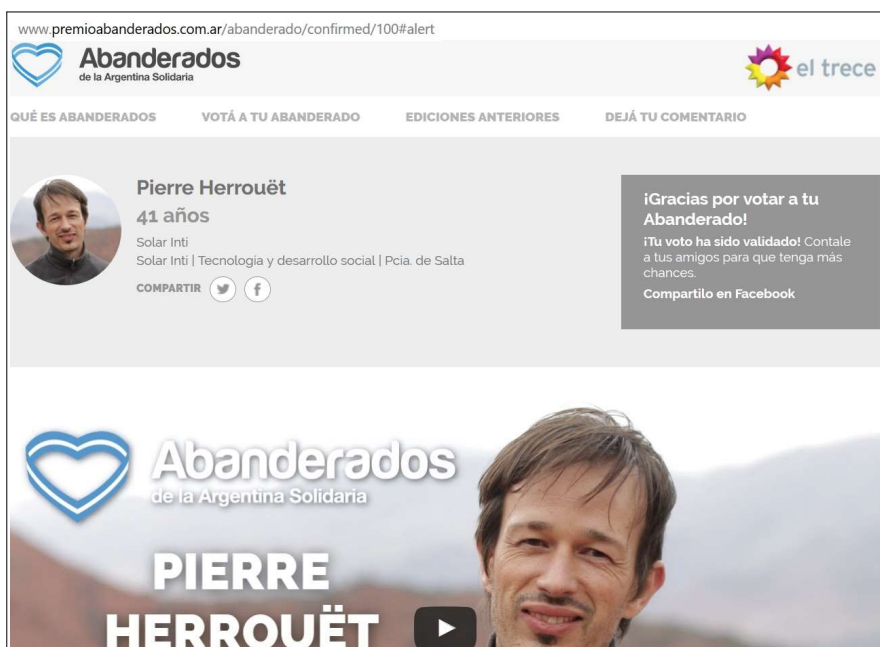 www.premioabanderados.com.ar/abanderado/confirmed/100#alert
Abanderados
de la Argentina Solidaria
el trece
QUÉ ES ABANDERADOS VOTÁ A TU ABANDERADO EDICIONES ANTERIORES DEJÁ TU COMENTARIO
Pierre Herrouët
41 años
Solar Inti
Solar Inti | Tecnología y desarrollo social | Pcia. de Salta
COMPARTIR
¡Gracias por votar a tu
Abanderado!
¡Tu voto ha sido validado! Contale
a tus amigos para que tenga más
chances.
Compartilo en Facebook
Abanderados
de la Argentina Solidaria
PIERRE
HERROUËT